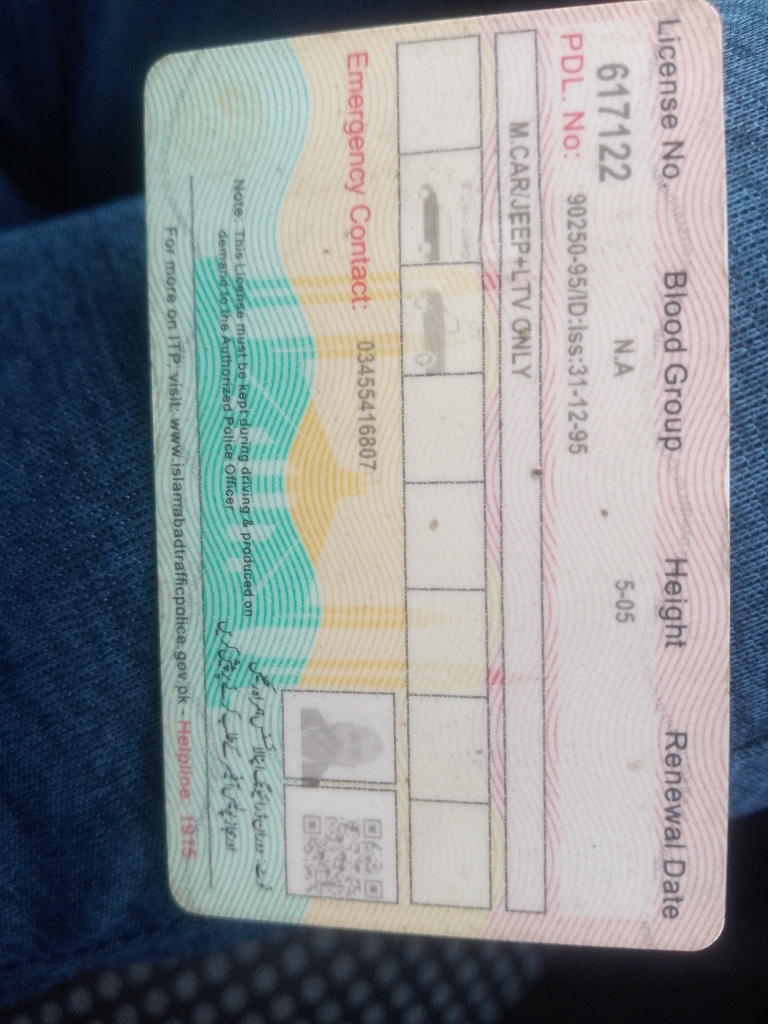 License No. Blood Group Height Renewal Date
617122 N.A 5-05
PDL. No: 90250-95/ID:Iss:31-12-95
M.CAR/JEEP+LTV ONLY
Emergency Contact: 03455416807
Note: This License must be kept during driving & produced on
demand to the Authorized Police Officer
For more on ITP, visit: www.islamabadtrafficpolice.gov.pk - Helpline: 1915